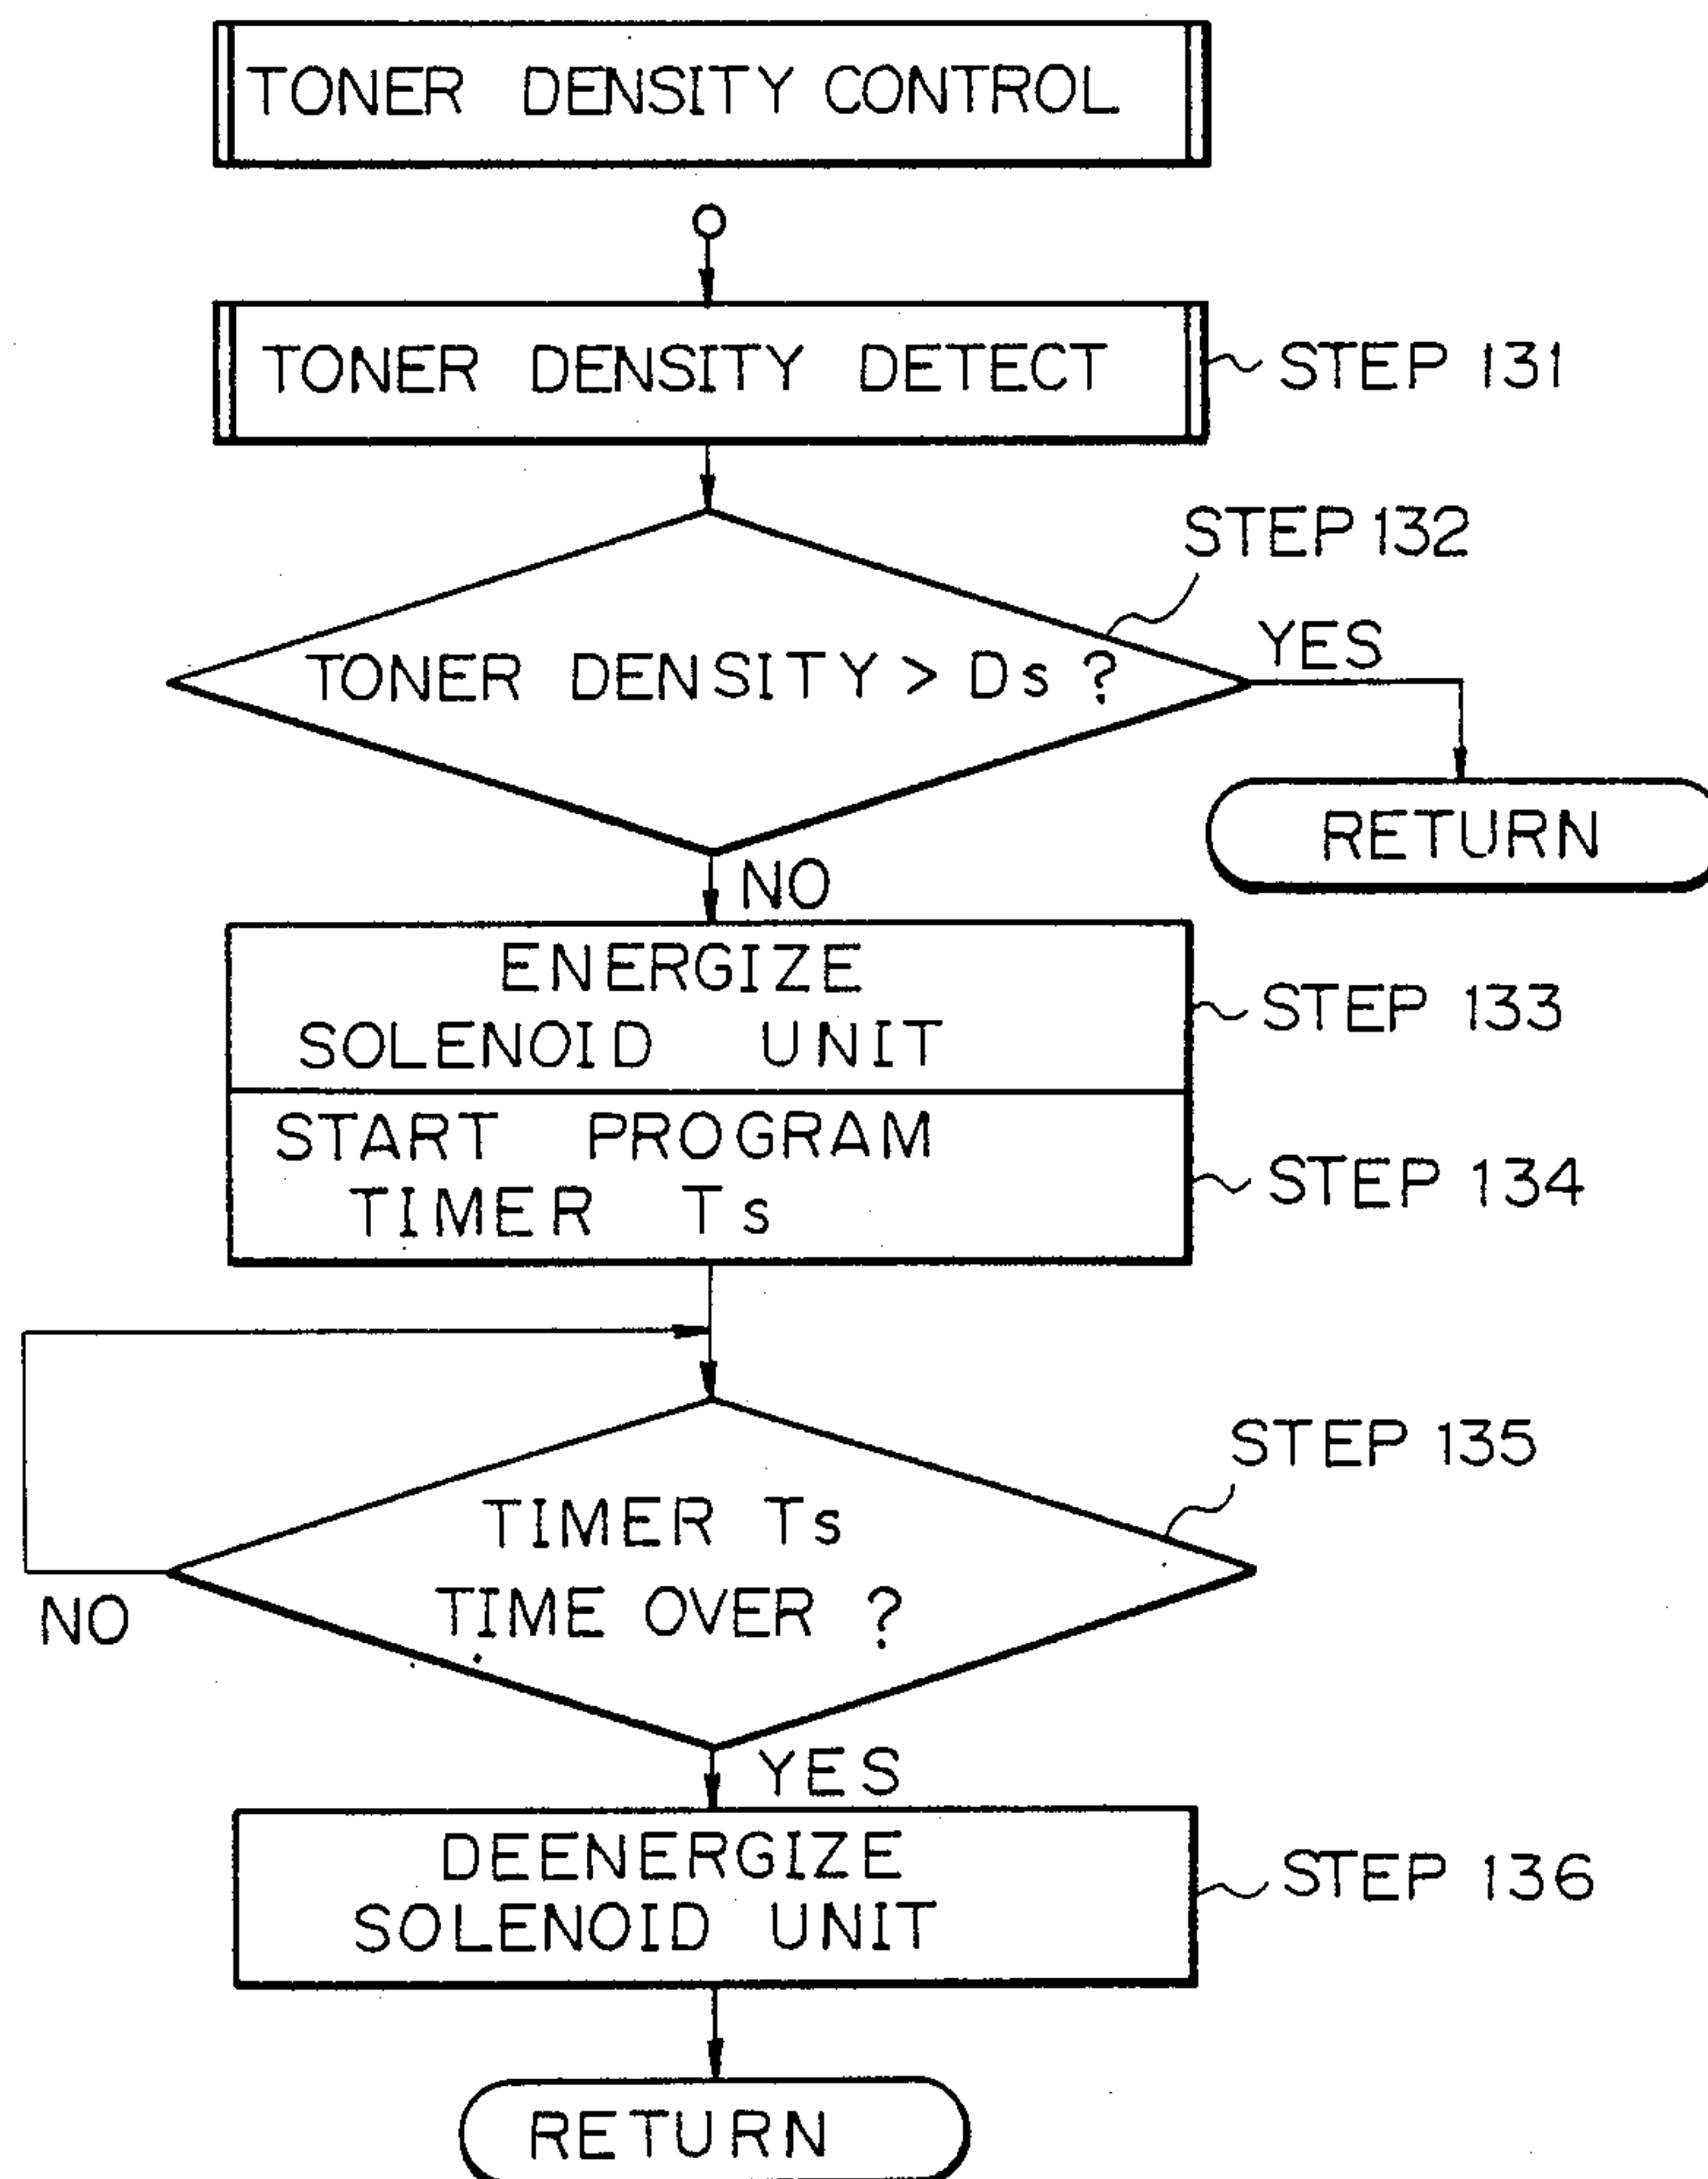 TONER DENSITY CONTROL
TONER DENSITY DETECT
STEP 131
STEP 132
TONER DENSITY > Ds ?
YES
RETURN
NO
ENERGIZE
SOLENOID UNIT
STEP 133
START PROGRAM
TIMER Ts
STEP 134
STEP 135
TIMER Ts
TIME OVER ?
NO
YES
DEENERGIZE
SOLENOID UNIT
STEP 136
RETURN